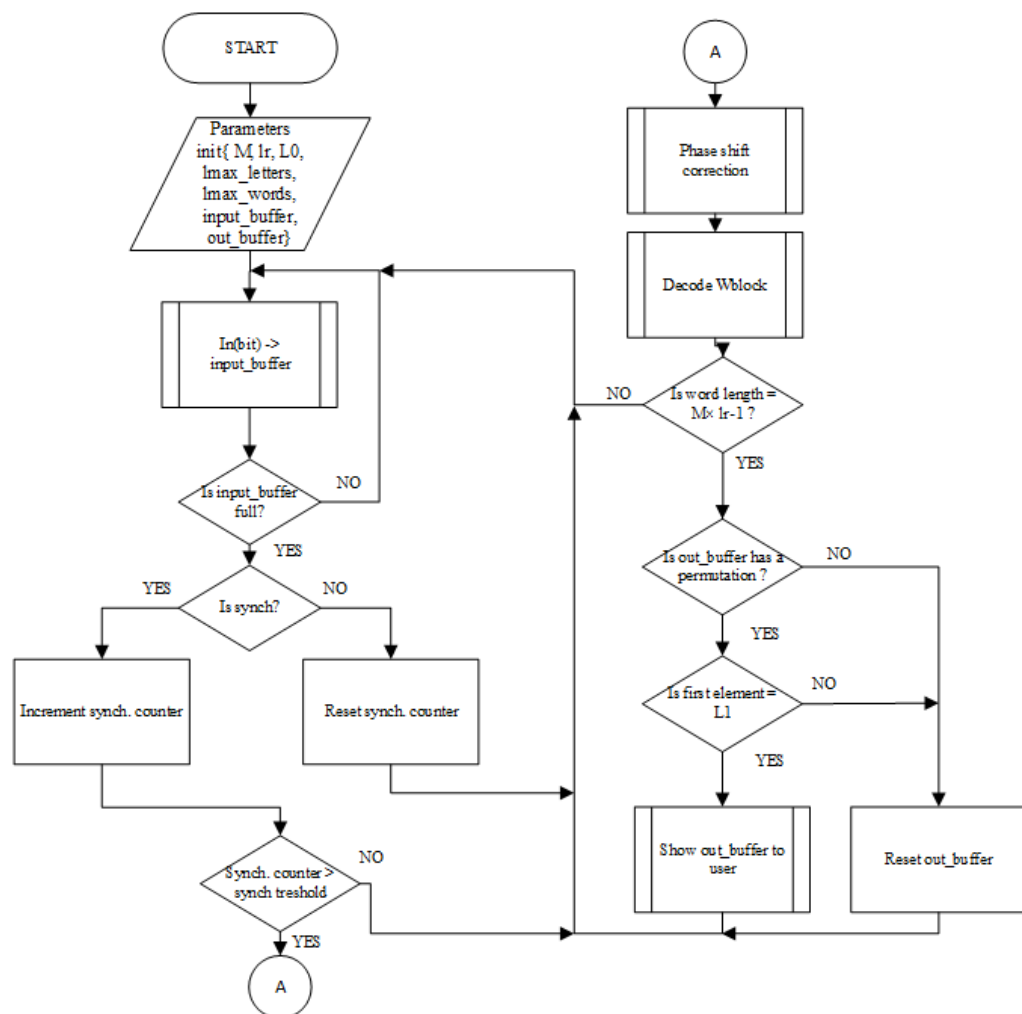 START
Parameters
init{ M, lr, L0,
lmax_letters,
lmax_words,
input_buffer,
out_buffer}
In(bit) ->
input_buffer
Is input_buffer
full?
NO
YES
YES
Is synch?
NO
Increment synch. counter
Reset synch. counter
Synch. counter >
synch treshold
NO
YES
A
A
Phase shift
correction
Decode Wblock
NO
Is word length =
M× lr-1 ?
YES
Is out_buffer has a
permutation ?
NO
YES
Is first element =
L1
NO
YES
Show out_buffer to
user
Reset out_buffer